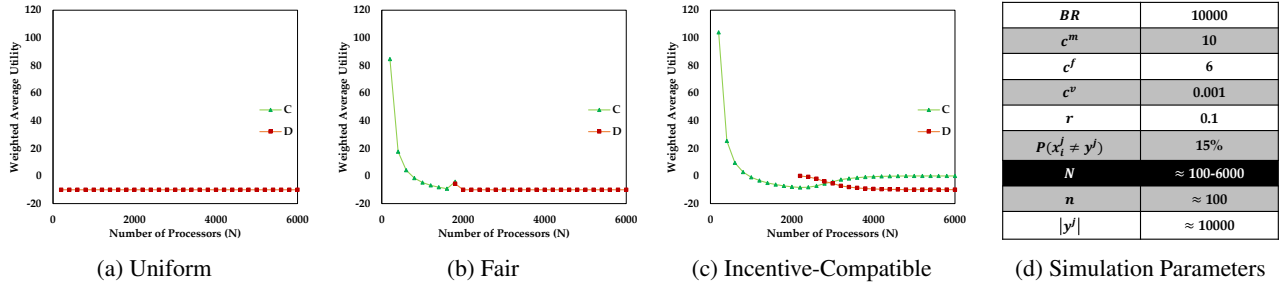 120
100
80
60
40
20
0
-20
Weighted Average Utility
C
D
0
2000
4000
6000
Number of Processors (N)
(a) Uniform
120
100
80
60
40
20
0
-20
Weighted Average Utility
C
D
0
2000
4000
6000
Number of Processors (N)
(b) Fair
120
100
80
60
40
20
0
-20
Weighted Average Utility
C
D
0
2000
4000
6000
Number of Processors (N)
(c) Incentive-Compatible
BR 10000
c^m 10
c^f 6
c^v 0.001
r 0.1
P(x_i^j ≠ y^j) 15%
N ≈ 100-6000
n ≈ 100
|y^j| ≈ 10000
(d) Simulation Parameters